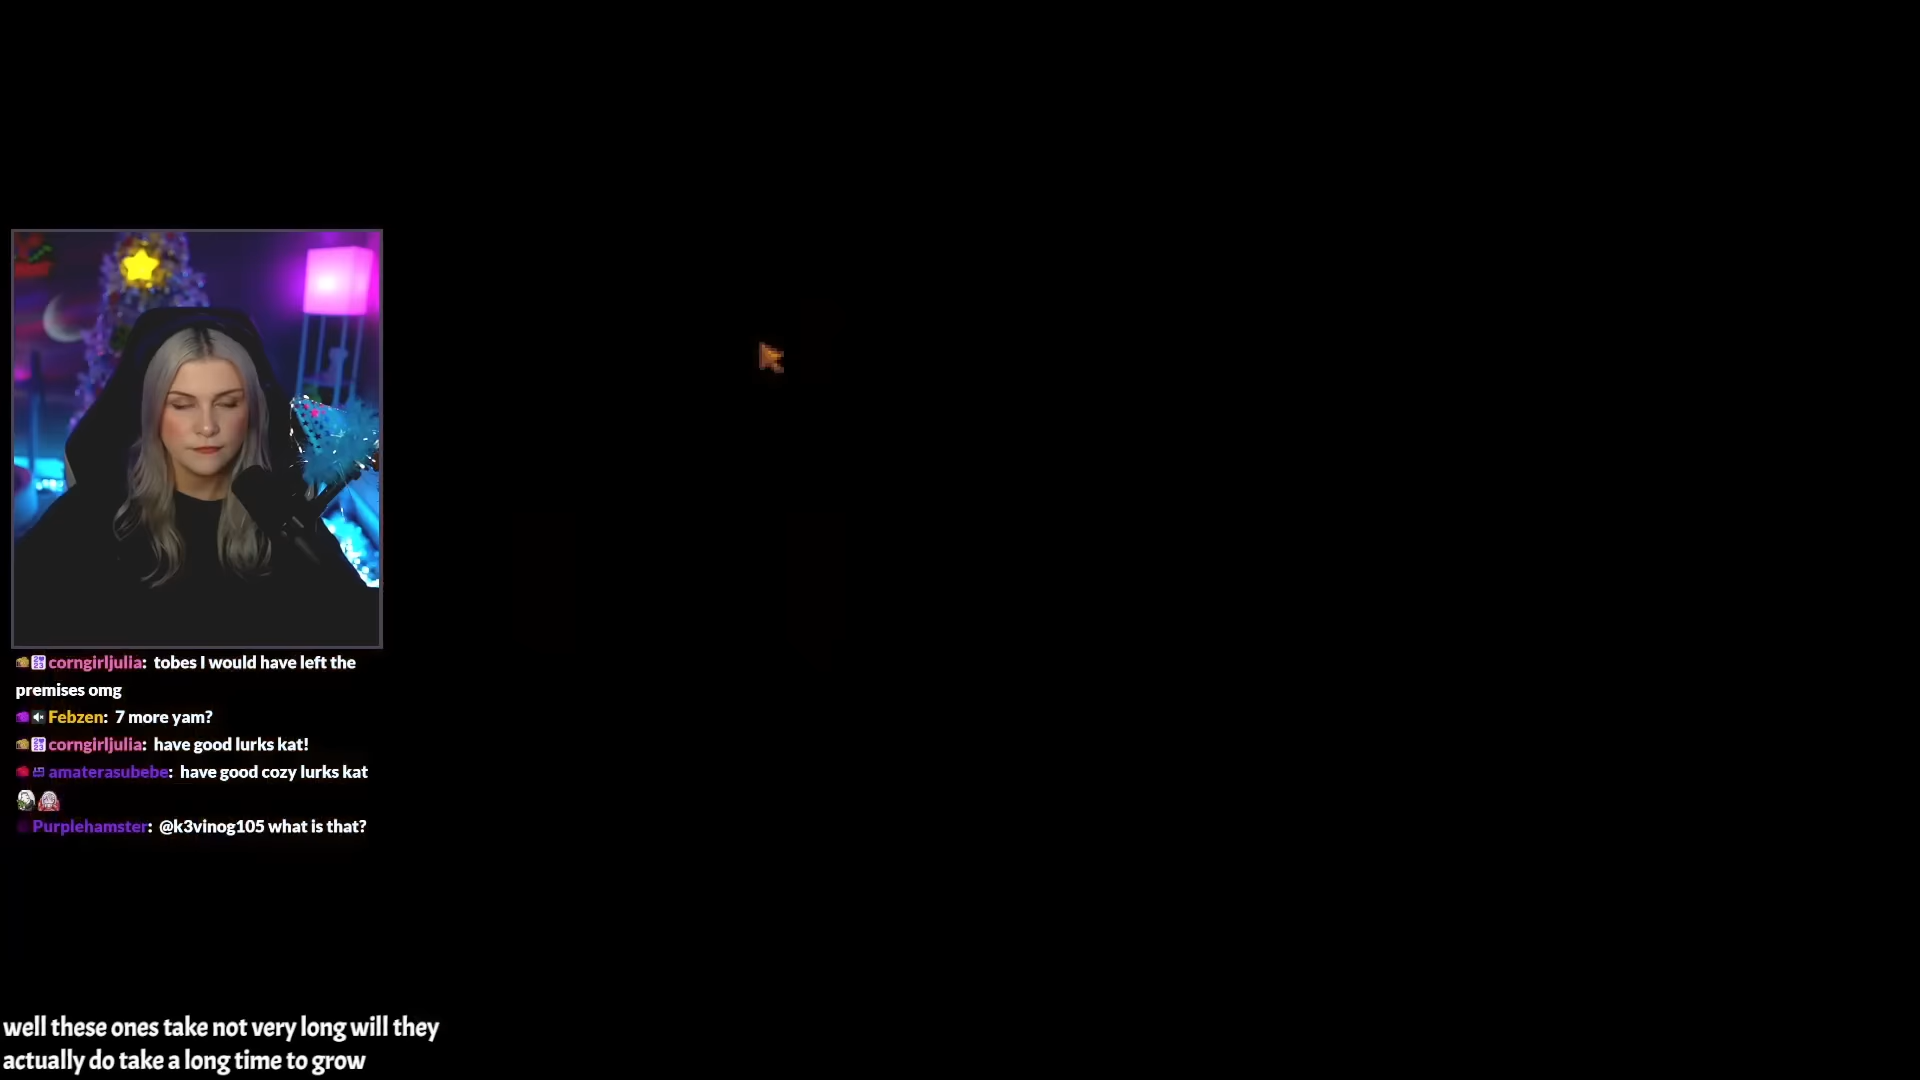 corngirljulia: tobes I would have left the
premises omg
Febzen: 7 more yam?
corngirljulia: have good lurks kat!
amaterasubebe: have good cozy lurks kat
Purplehamster: @k3vinog105 what is that?
well these ones take not very long will they
actually do take a long time to grow